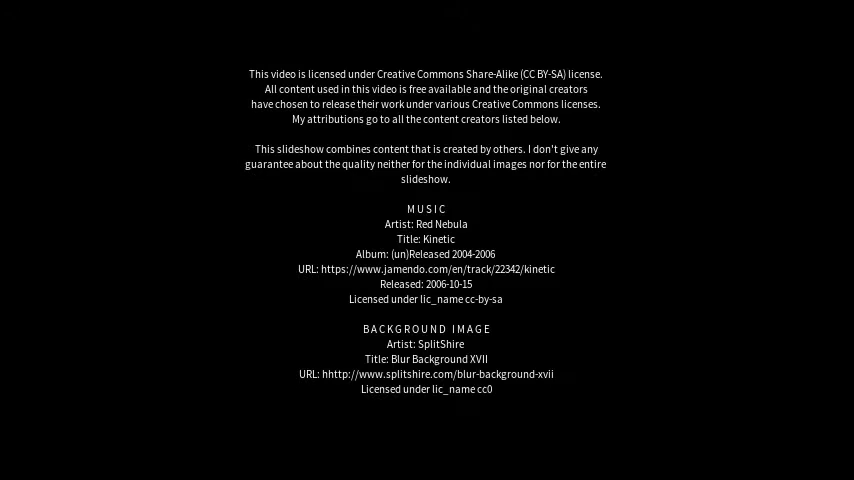 This video is licensed under Creative Commons Share-Alike (CC BY-SA) license.
All content used in this video is free available and the original creators
have chosen to release their work under various Creative Commons licenses.
My attributions go to all the content creators listed below.
This slideshow combines content that is created by others. I don't give any
guarantee about the quality neither for the individual images nor for the entire
slideshow.
MUSIC
Artist: Red Nebula
Title: Kinetic
Album: (un)Released 2004-2006
URL: https://www.jamendo.com/en/track/22342/kinetic
Released: 2006-10-15
Licensed under lic_name cc-by-sa
BACKGROUND IMAGE
Artist: SplitShire
Title: Blur Background XVII
URL: hhttp://www.splitshire.com/blur-background-xvii
Licensed under lic_name cc0